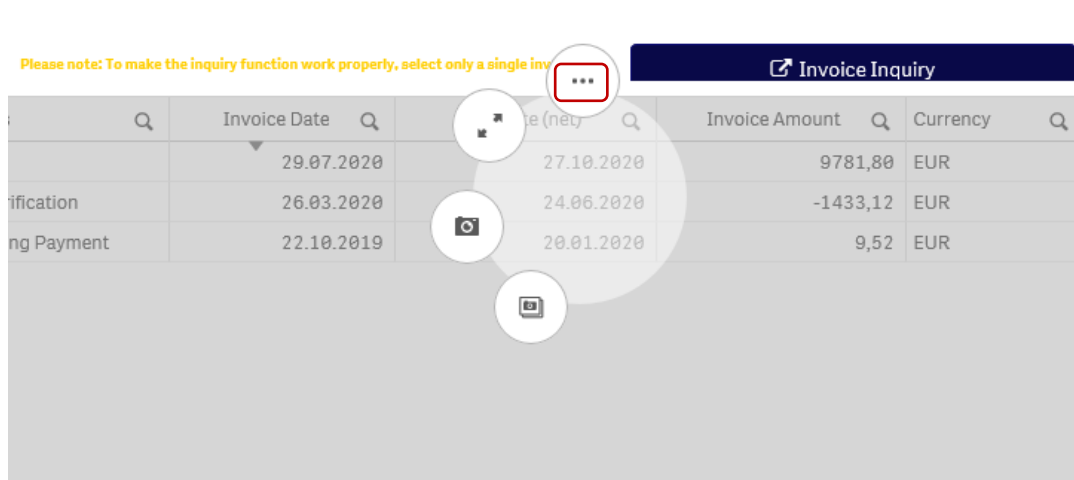 Please note: To make the inquiry function work properly, select only a single inv
Invoice Inquiry
Invoice Date (net) Invoice Amount Currency
29.07.2020 27.10.2020 9781,80 EUR
rification 26.03.2020 24.06.2020 -1433,12 EUR
ng Payment 22.10.2019 20.01.2020 9,52 EUR